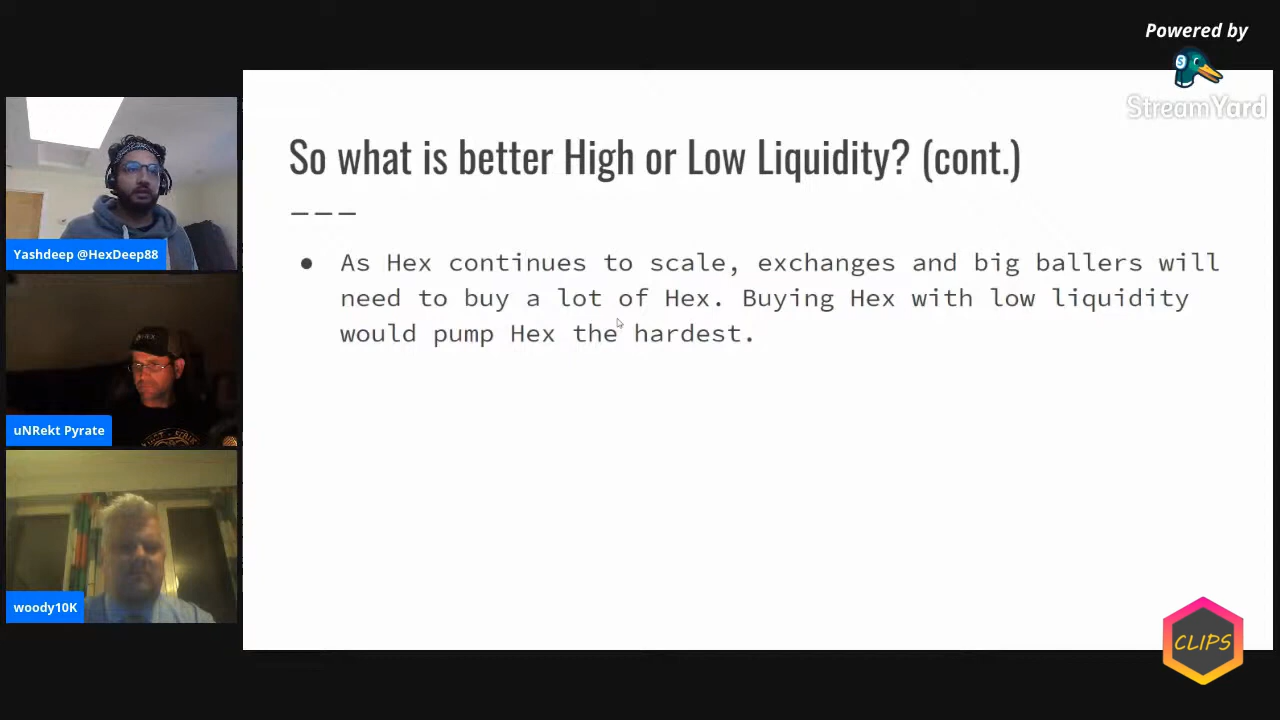 Powered by
StreamYard
So what is better High or Low Liquidity? (cont.)
Yashdeep @HexDeep88
● As Hex continues to scale, exchanges and big ballers will
need to buy a lot of Hex. Buying Hex with low liquidity
would pump Hex the hardest.
uNRekt Pyrate
woody10K
CLIPS